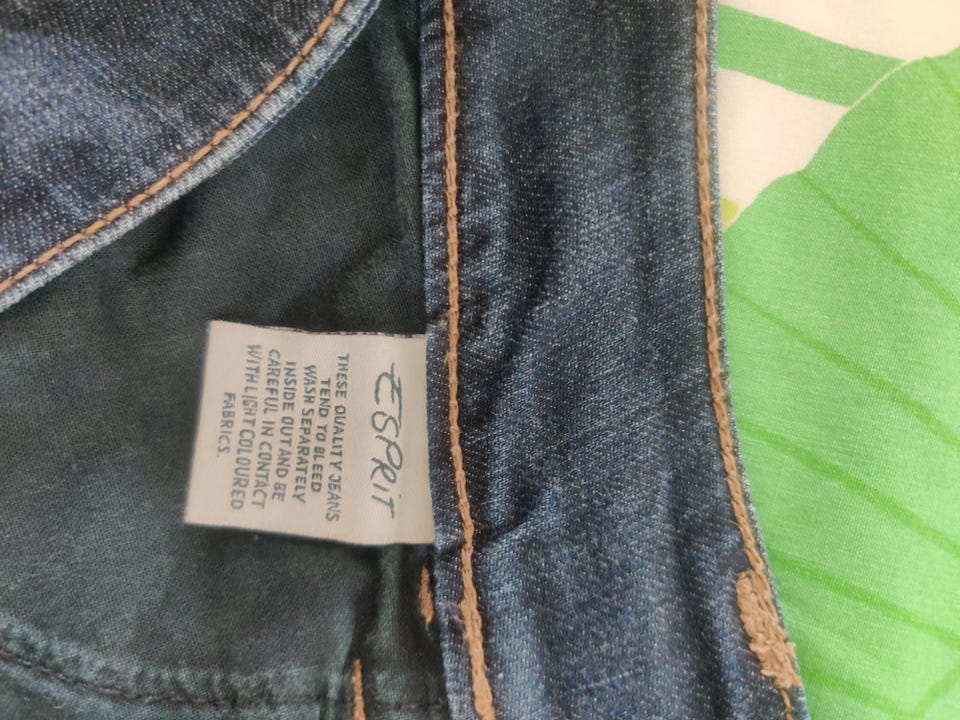 ESPRIT
THESE QUALITY JEANS
TEND TO BLEED
WASH SEPARATELY
INSIDE OUT AND BE
CAREFUL IN CONTACT
WITH LIGHT COLOURED
FABRICS.